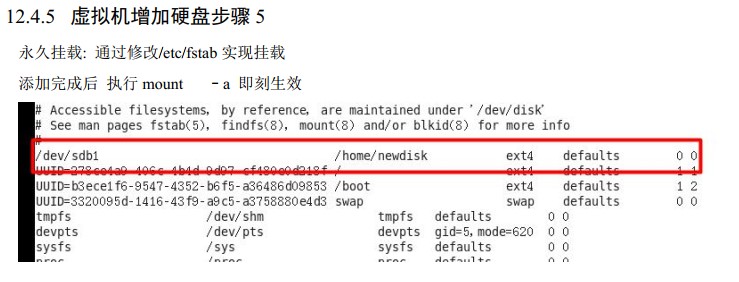 12.4.5 虚拟机增加硬盘步骤 5
永久挂载: 通过修改/etc/fstab 实现挂载
添加完成后 执行 mount －a 即刻生效
# Accessible filesystems, by reference, are maintained under '/dev/disk'
# See man pages fstab(5), findfs(8), mount(8) and/or blkid(8) for more info
#
/dev/sdb1 /home/newdisk ext4 defaults 0 0
/ ext4 defaults 1 1
UUID=b3ece1f6-9547-4352-b6f5-a36486d09853 /boot ext4 defaults 1 2
UUID=3320095d-1416-43f9-a9c5-a3758880e4d3 swap swap defaults 0 0
tmpfs /dev/shm tmpfs defaults 0 0
devpts /dev/pts devpts gid=5,mode=620 0 0
sysfs /sys sysfs defaults 0 0
proc /proc proc defaults 0 0